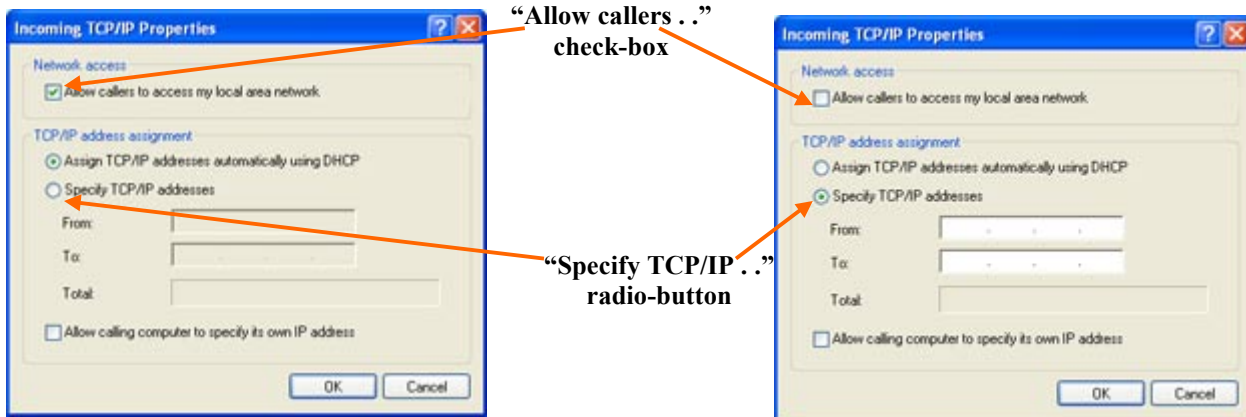 Incoming TCP/IP Properties
Network access
Allow callers to access my local area network
TCP/IP address assignment
Assign TCP/IP addresses automatically using DHCP
Specify TCP/IP addresses
From:
To:
Total:
Allow calling computer to specify its own IP address
OK Cancel
“Allow callers . .”
check-box
“Specify TCP/IP . .”
radio-button
Incoming TCP/IP Properties
Network access
Allow callers to access my local area network
TCP/IP address assignment
Assign TCP/IP addresses automatically using DHCP
Specify TCP/IP addresses
From:
To:
Total:
Allow calling computer to specify its own IP address
OK Cancel